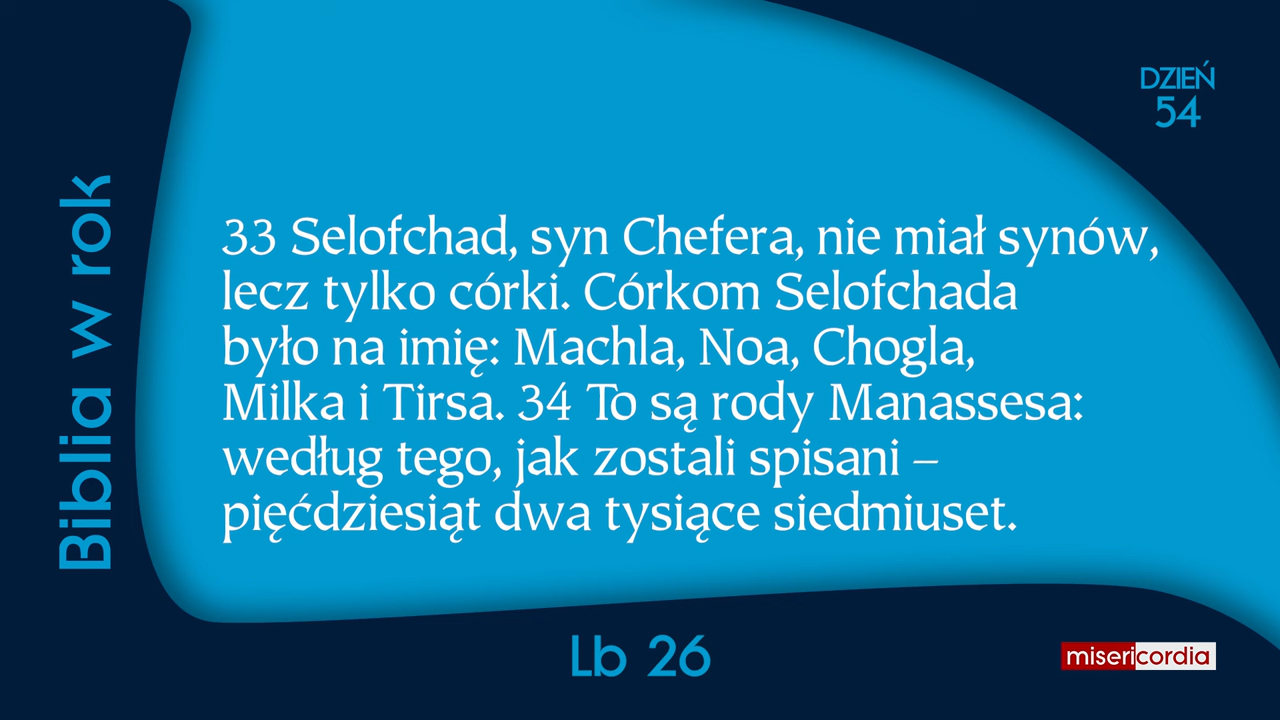 DZIEŃ
54
Biblia w rok
33 Selofchad, syn Chefera, nie miał synów,
lecz tylko córki. Córkom Selofchada
było na imię: Machla, Noa, Chogla,
Milka i Tirsa. 34 To są rody Manassesa:
według tego, jak zostali spisani –
pięćdziesiąt dwa tysiące siedmiuset.
Lb 26
misericordia